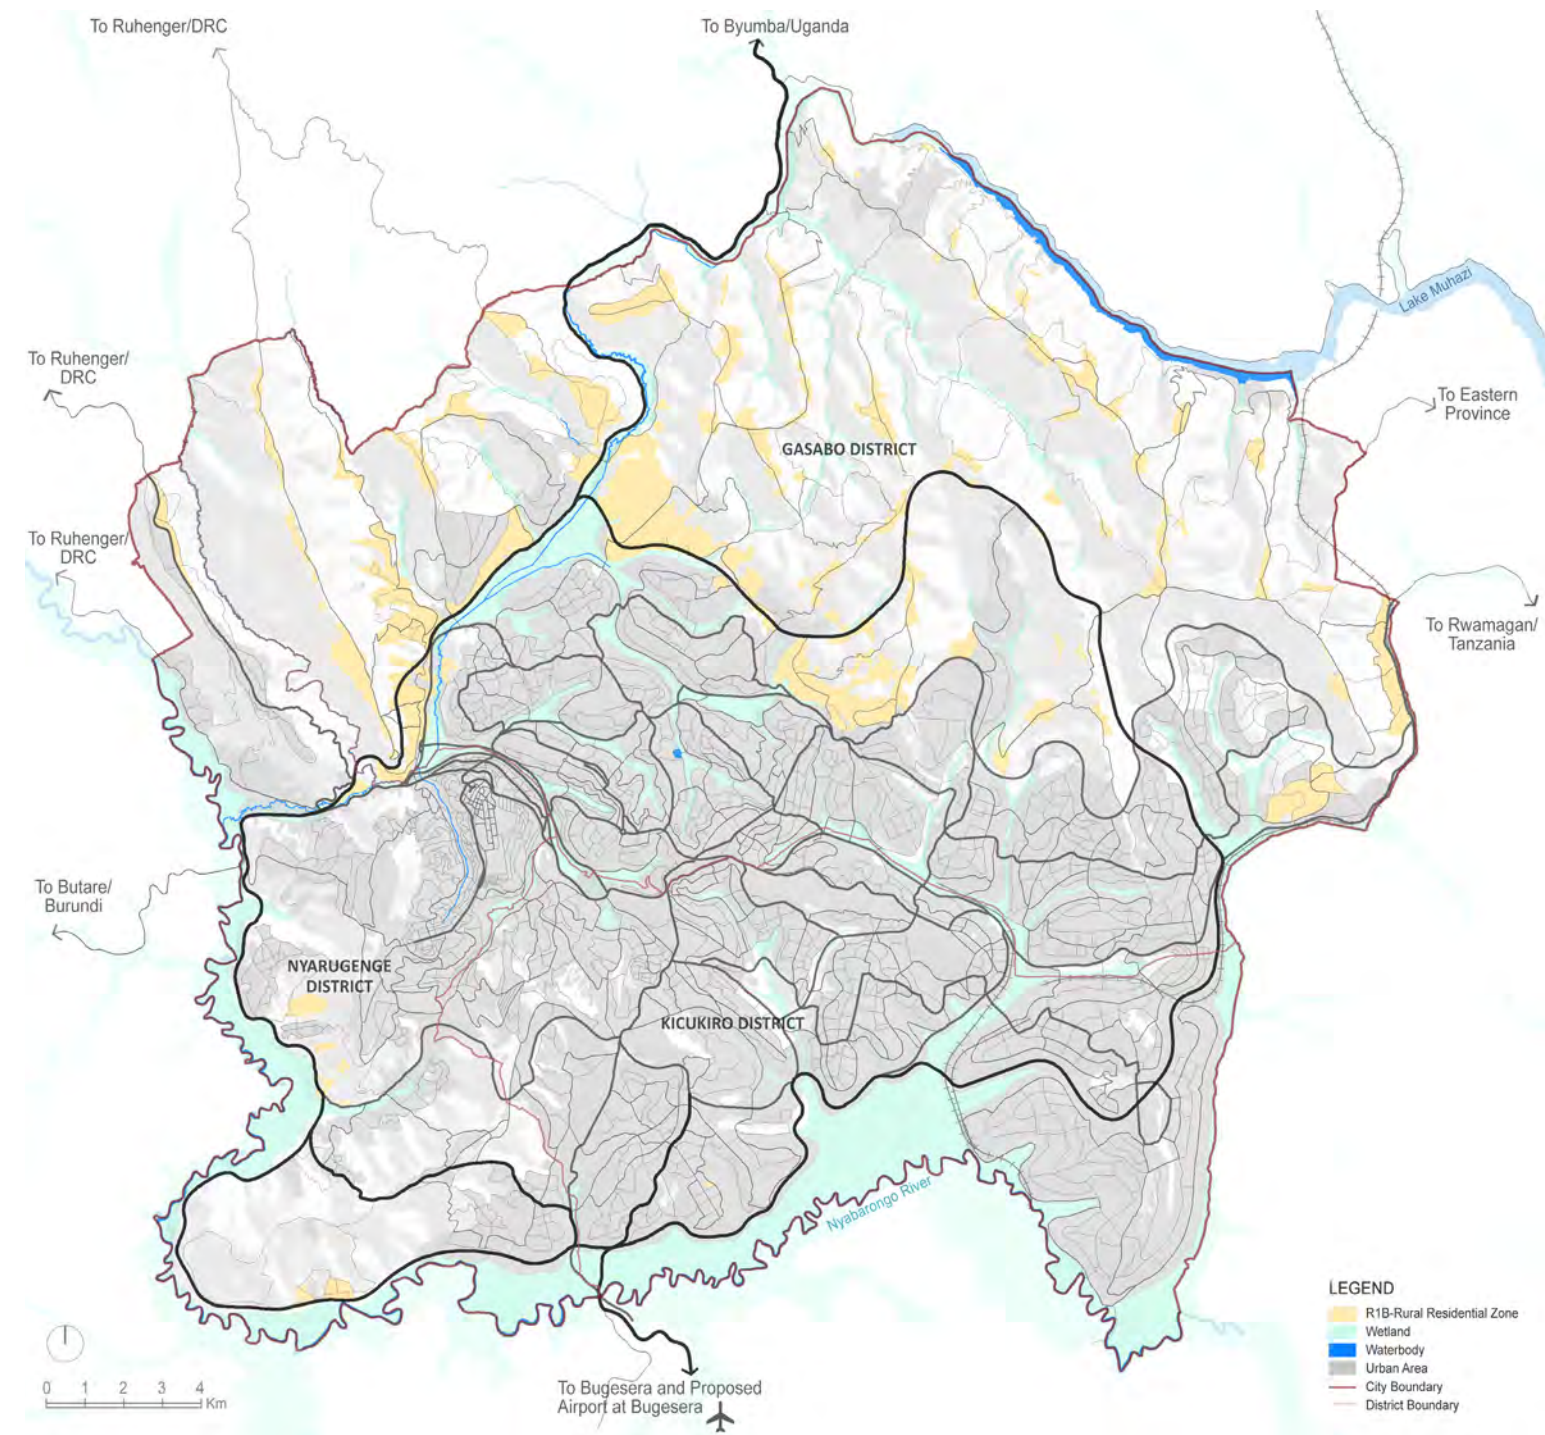 To Ruhenger/DRC
To Byumba/Uganda
Lake Muhazi
To Ruhenger/
DRC
To Eastern
Province
GASABO DISTRICT
To Ruhenger/
DRC
To Rwamagan/
Tanzania
To Butare/
Burundi
NYARUGENGE
DISTRICT
KICUKIRO DISTRICT
Nyabarongo River
LEGEND
R1B-Rural Residential Zone
Wetland
Waterbody
Urban Area
City Boundary
District Boundary
0 1 2 3 4
Km
To Bugesera and Proposed
Airport at Bugesera